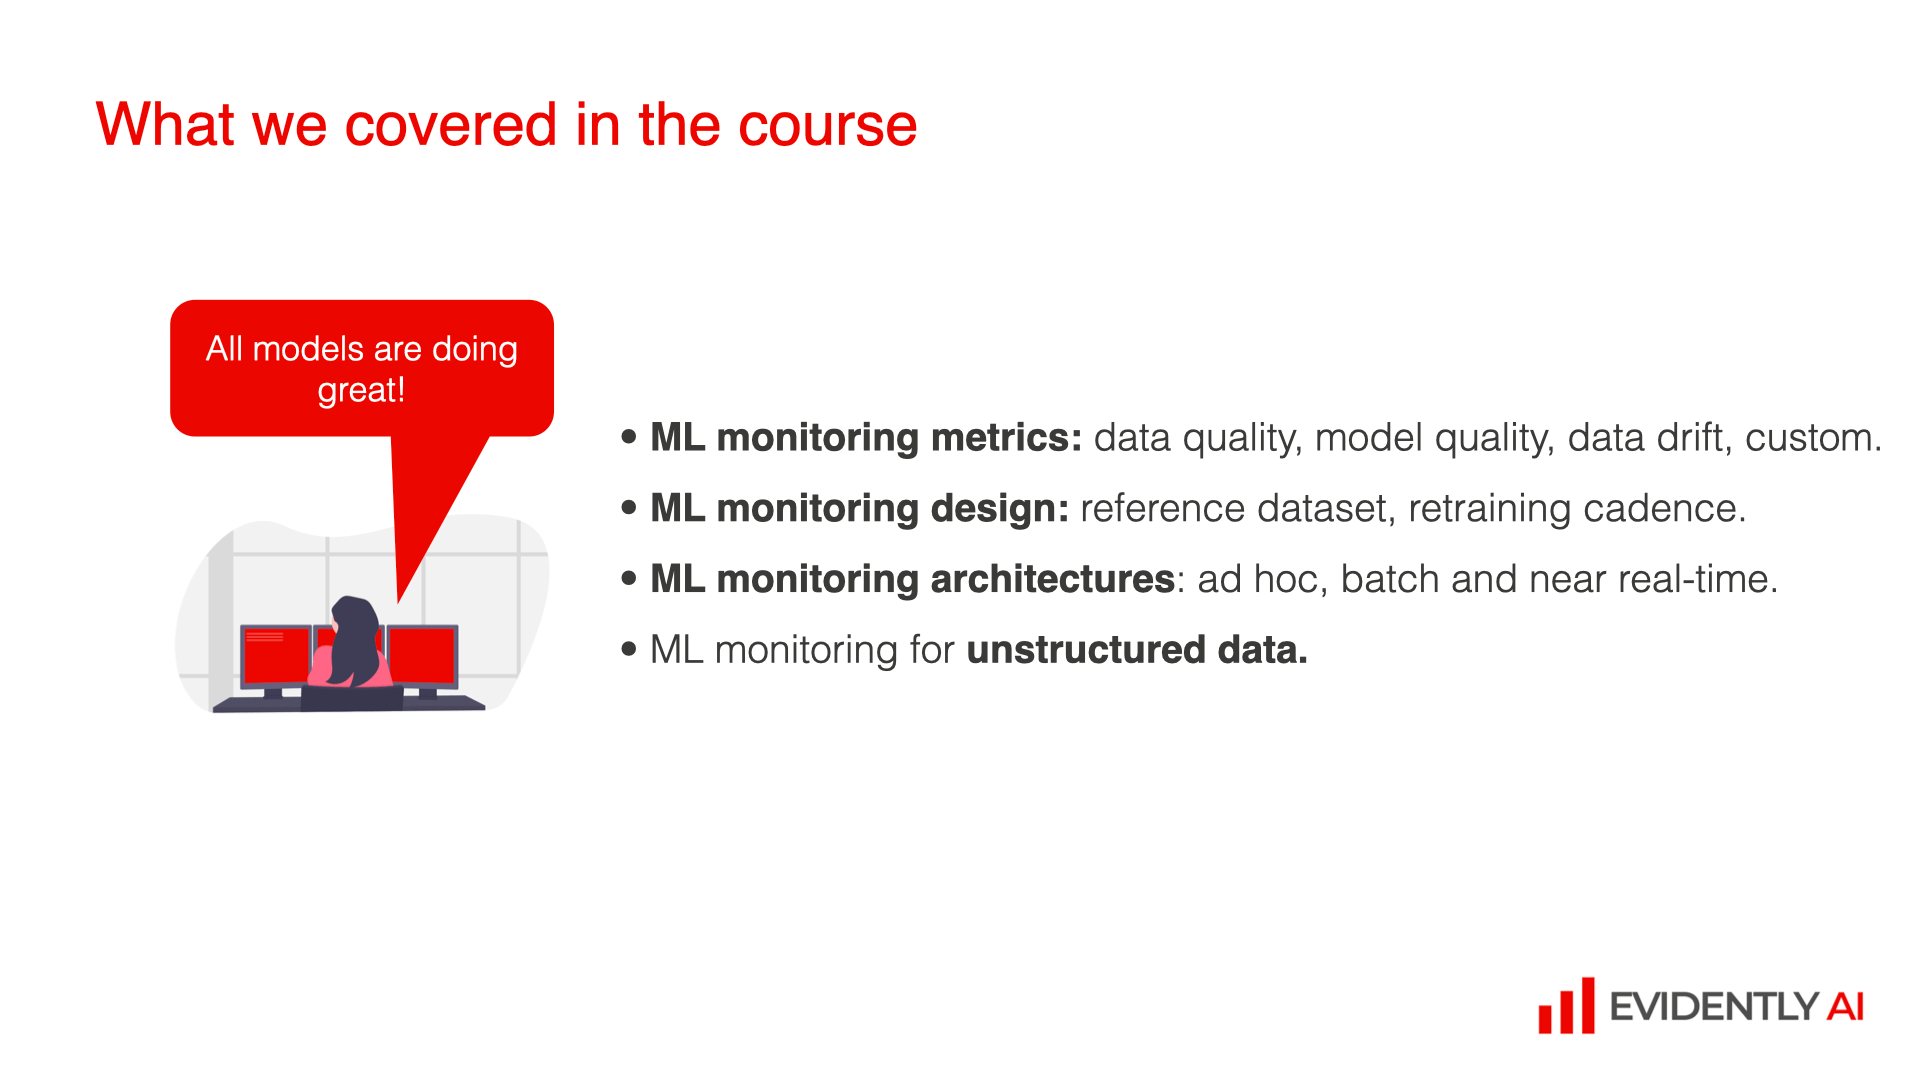 What we covered in the course
All models are doing
great!
• ML monitoring metrics: data quality, model quality, data drift, custom.
• ML monitoring design: reference dataset, retraining cadence.
• ML monitoring architectures: ad hoc, batch and near real-time.
• ML monitoring for unstructured data.
EVIDENTLY AI